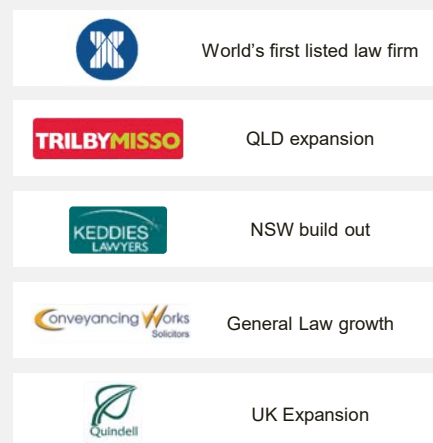 World's first listed law firm
TRILBYMISSO
QLD expansion
KEDDIES
LAWYERS
NSW build out
Conveyancing Works
Solicitors
General Law growth
Quindell
UK Expansion